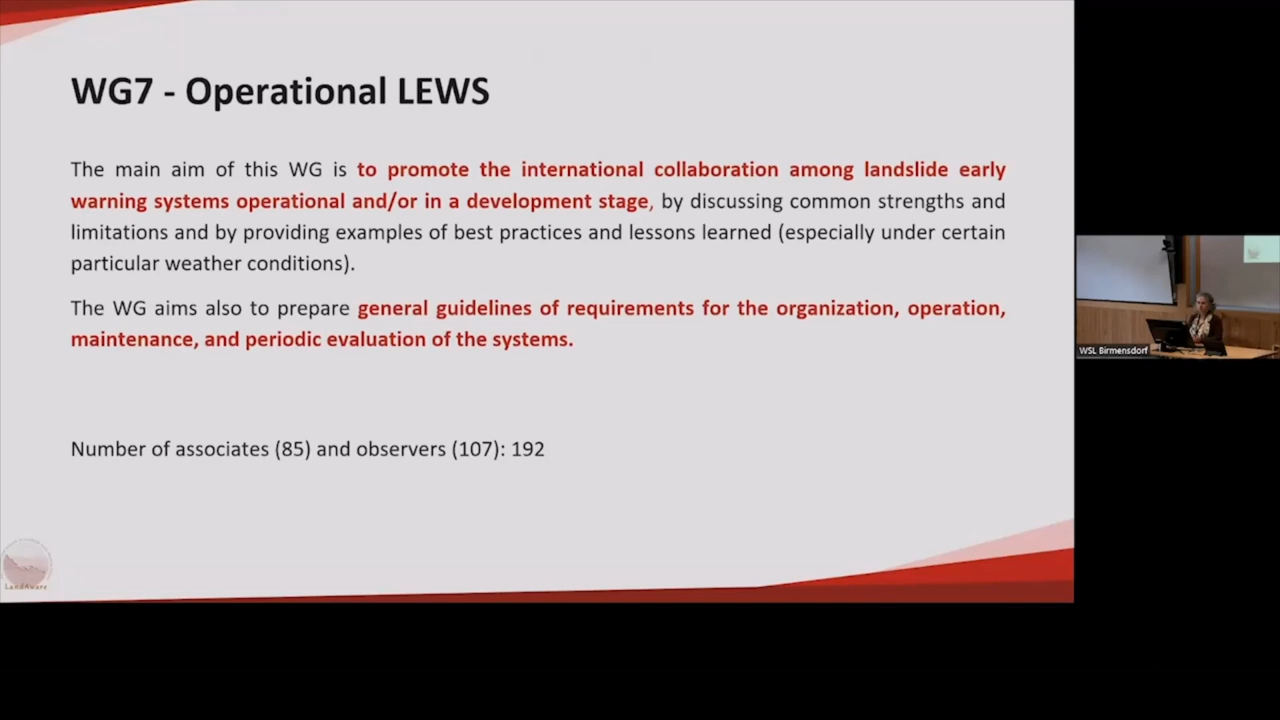 WG7 - Operational LEWS
The main aim of this WG is to promote the international collaboration among landslide early
warning systems operational and/or in a development stage, by discussing common strengths and
limitations and by providing examples of best practices and lessons learned (especially under certain
particular weather conditions).
The WG aims also to prepare general guidelines of requirements for the organization, operation,
maintenance, and periodic evaluation of the systems.
Number of associates (85) and observers (107): 192
WSL Birmensdorf
LandAware